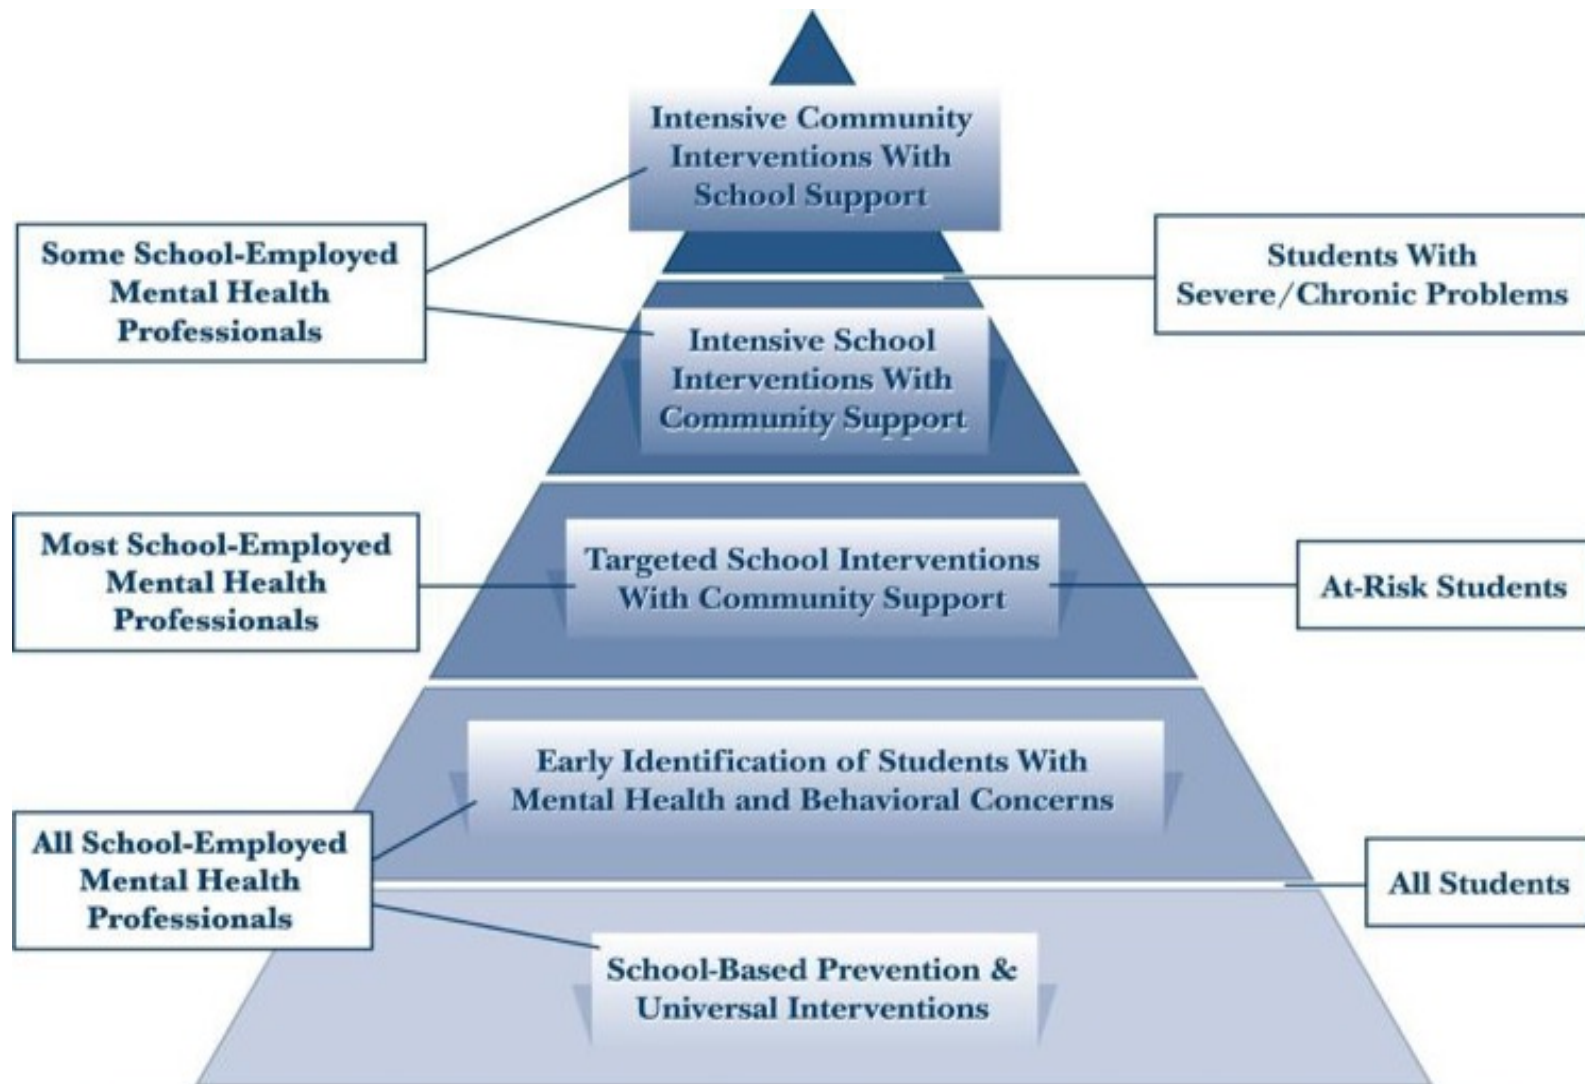 Intensive Community
Interventions With
School Support
Some School-Employed
Mental Health
Professionals
Students With
Severe/Chronic Problems
Intensive School
Interventions With
Community Support
Most School-Employed
Mental Health
Professionals
Targeted School Interventions
With Community Support
At-Risk Students
Early Identification of Students With
Mental Health and Behavioral Concerns
All School-Employed
Mental Health
Professionals
All Students
School-Based Prevention &
Universal Interventions